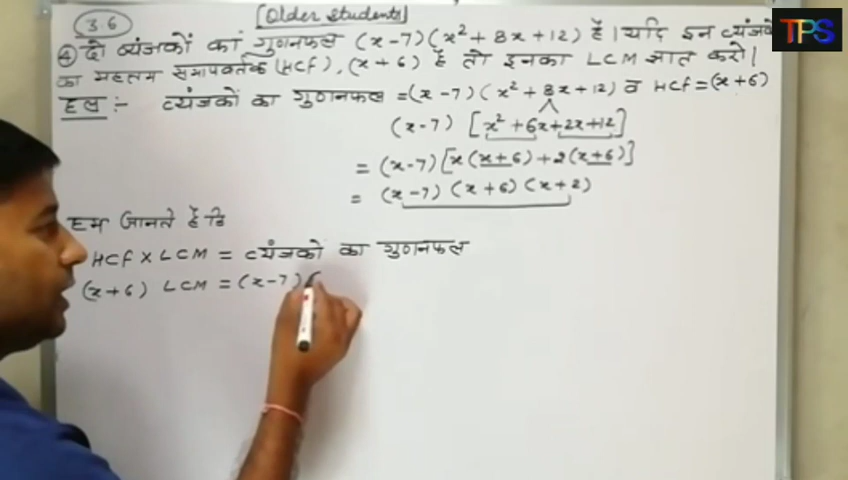 3.6 [Older students]
TPS
④ दो व्यंजकों का गुणनफल (x-7)(x²+8x+12) है। यदि इन व्यंजकों
का महत्तम समापवर्तक (HCF), (x+6) है तो इनका LCM ज्ञात करो।
हल :- व्यंजकों का गुणनफल = (x-7)(x²+8x+12) व HCF = (x+6)
(x-7) [x²+6x+2x+12]
= (x-7)[x(x+6)+2(x+6)]
= (x-7)(x+6)(x+2)
हम जानते हैं कि
HCF X LCM = व्यंजको का गुणनफल
(x+6) LCM = (x-7)(